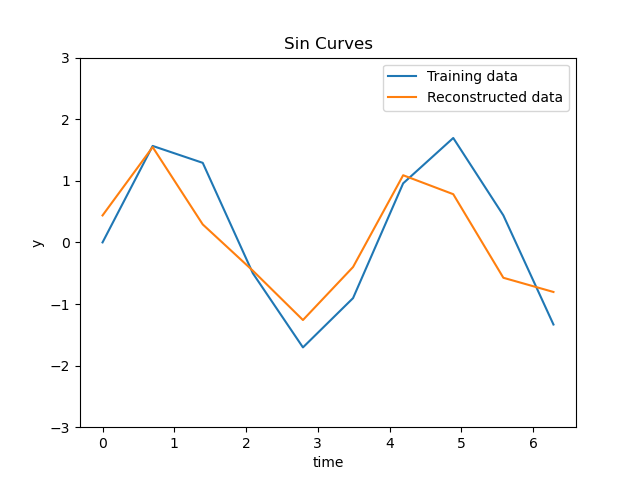 Sin Curves
Training data
Reconstructed data
3
2
1
0
−1
−2
−3
y
0 1 2 3 4 5 6
time